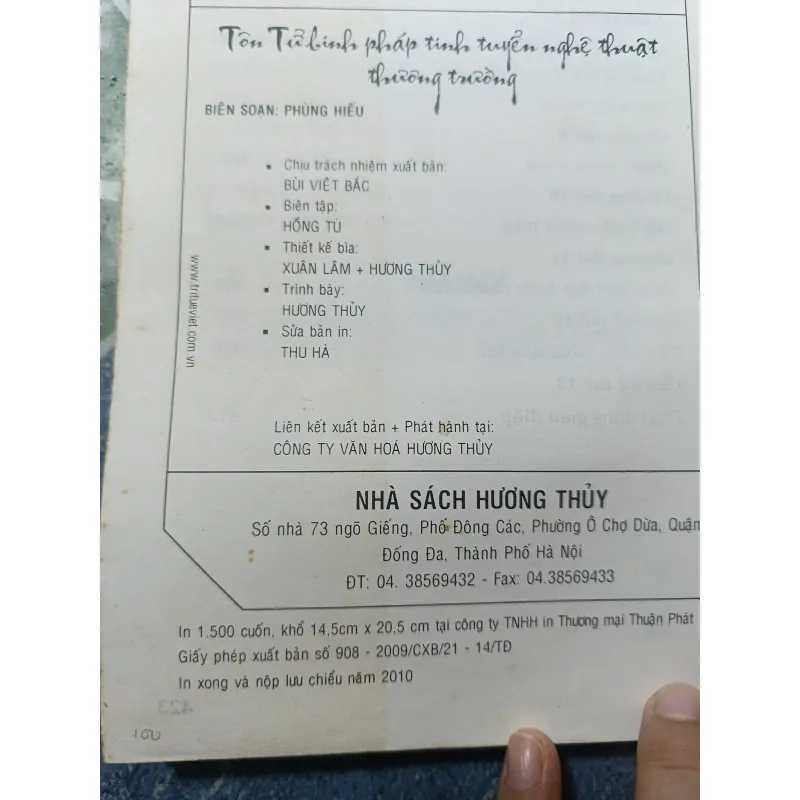 Tôn Tử binh pháp tinh tuyển nghệ thuật
thương trường
BIÊN SOẠN: PHÙNG HIẾU
• Chịu trách nhiệm xuất bản:
BÙI VIỆT BẮC
▪ Biên tập:
HỒNG TÚ
▪ Thiết kế bìa:
XUÂN LÂM + HƯƠNG THỦY
▪ Trình bày:
HƯƠNG THỦY
▪ Sửa bản in:
THU HÀ
www.tritueviet.com.vn
Liên kết xuất bản + Phát hành tại:
CÔNG TY VĂN HOÁ HƯƠNG THỦY
NHÀ SÁCH HƯƠNG THỦY
Số nhà 73 ngõ Giếng, Phố Đông Các, Phường Ô Chợ Dừa, Quận
Đống Đa, Thành Phố Hà Nội
ĐT: 04. 38569432 - Fax: 04.38569433
In 1.500 cuốn, khổ 14,5cm x 20,5 cm tại công ty TNHH in Thương mại Thuận Phát
Giấy phép xuất bản số 908 - 2009/CXB/21 - 14/TĐ
In xong và nộp lưu chiểu năm 2010